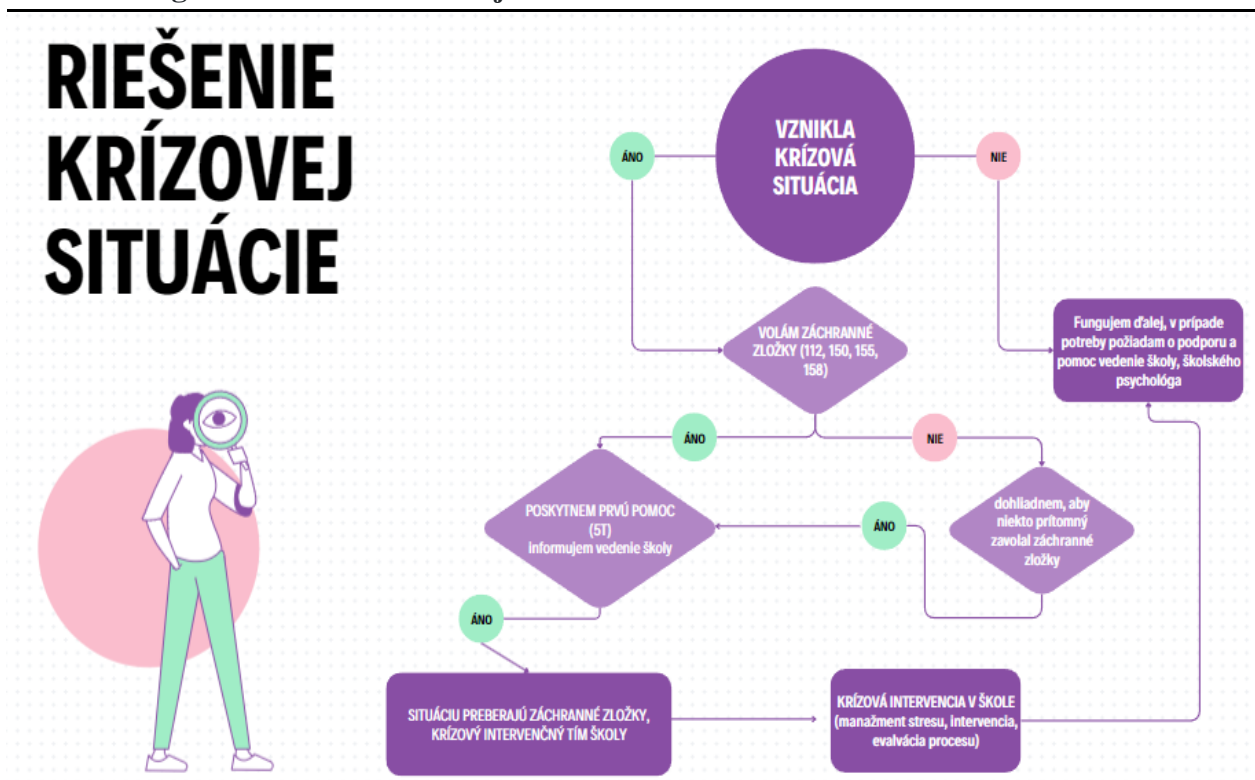 RIEŠENIE
KRÍZOVEJ
SITUÁCIE
VZNIKLA
KRÍZOVÁ
SITUÁCIA
ÁNO
NIE
VOLÁM ZÁCHRANNÉ
ZLOŽKY (112, 150, 155,
158)
Fungujem ďalej, v prípade
potreby požiadam o podporu a
pomoc vedenie školy, školského
psychológa
ÁNO
NIE
POSKYTNEM PRVÚ POMOC
(5T)
informujem vedenie školy
ÁNO
dohliadnem, aby
niekto prítomný
zavolal záchranné
zložky
ÁNO
SITUÁCIU PREBERAJÚ ZÁCHRANNÉ ZLOŽKY,
KRÍZOVÝ INTERVENČNÝ TÍM ŠKOLY
KRÍZOVÁ INTERVENCIA V ŠKOLE
(manažment stresu, intervencia,
evalvácia procesu)